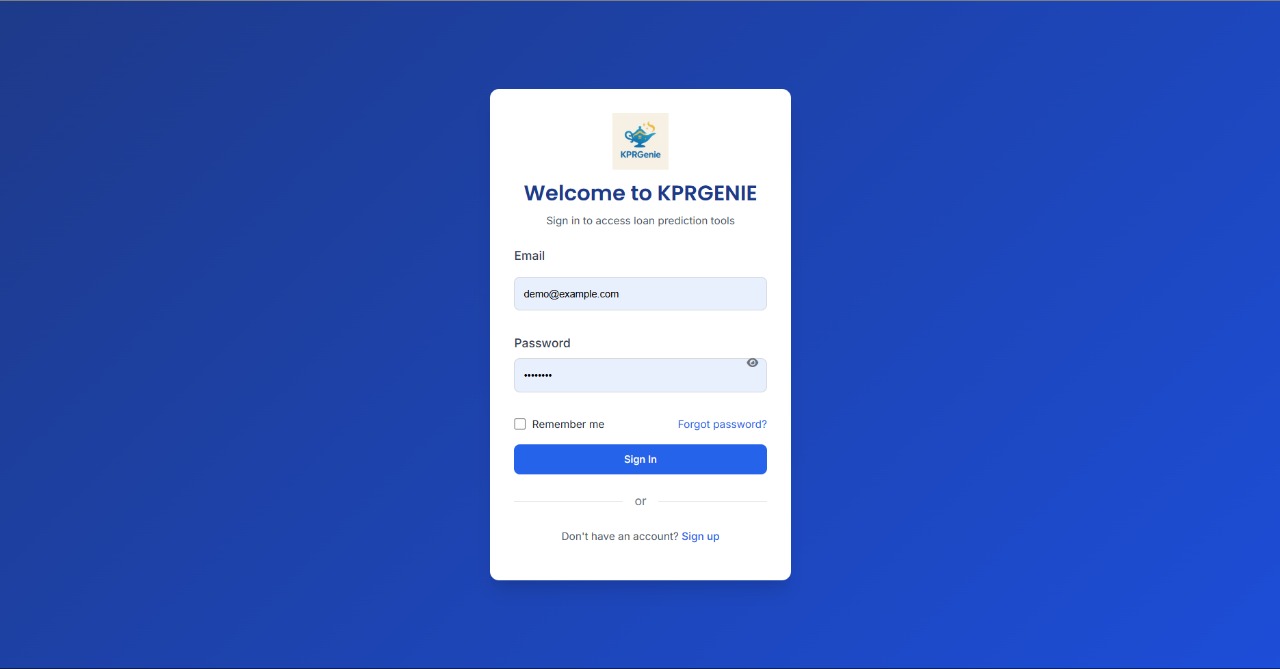 KPRGenie
Welcome to KPRGENIE
Sign in to access loan prediction tools
Email
demo@example.com
Password
••••••••
Remember me Forgot password?
Sign In
or
Don't have an account? Sign up